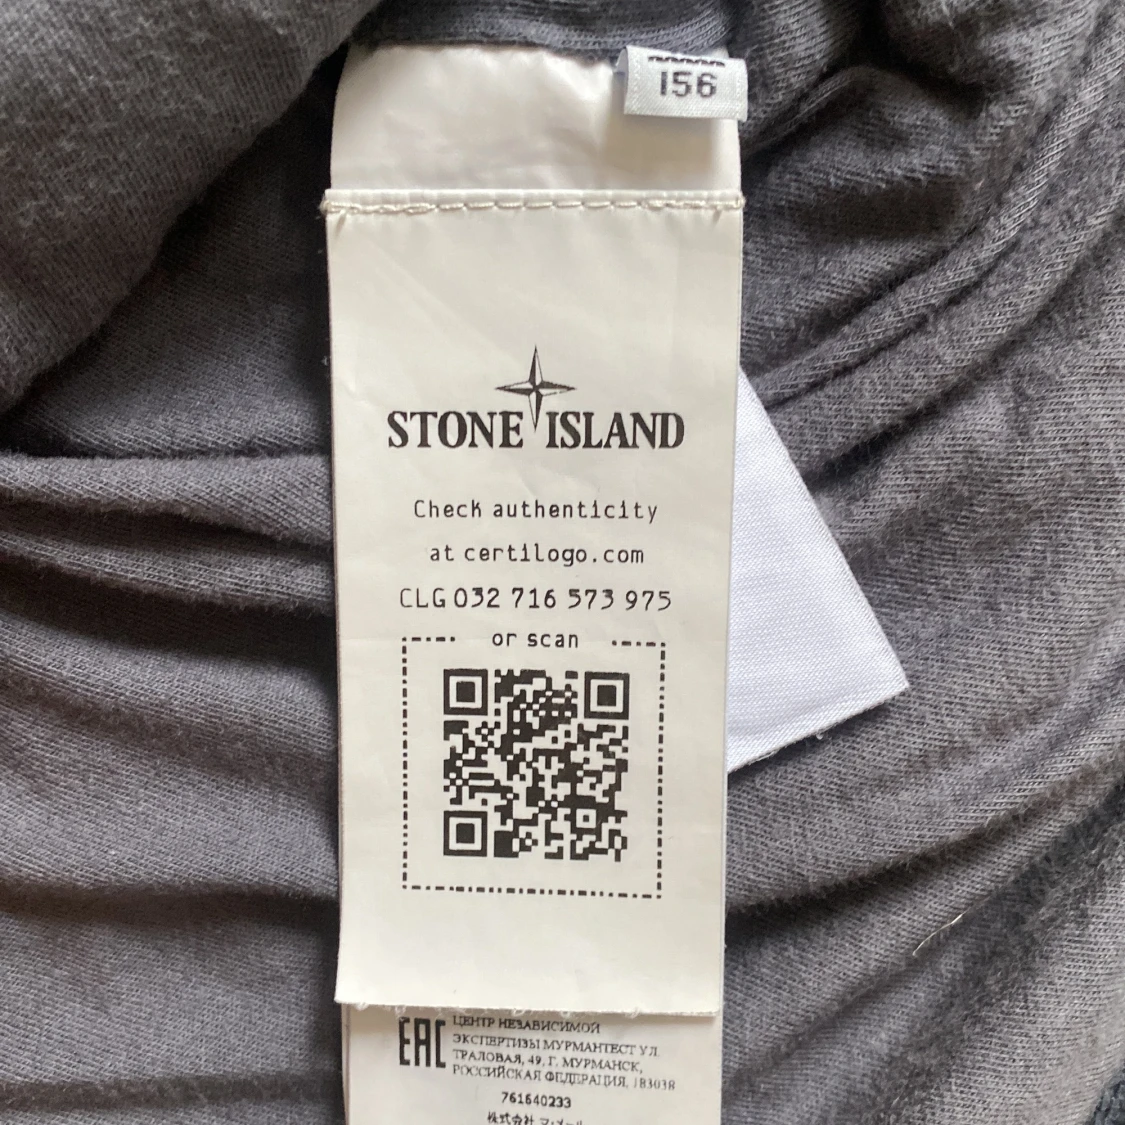 156
STONE ISLAND
Check authenticity
at certilogo.com
CLG 032 716 573 975
or scan
EAC
ЦЕНТР НЕЗАВИСИМОЙ
ЭКСПЕРТИЗЫ МУРМАНТЕСТ УЛ.
ТРАЛОВАЯ, 49, Г. МУРМАНСК,
РОССИЙСКАЯ ФЕДЕРАЦИЯ, 183038
761640233
株式会社